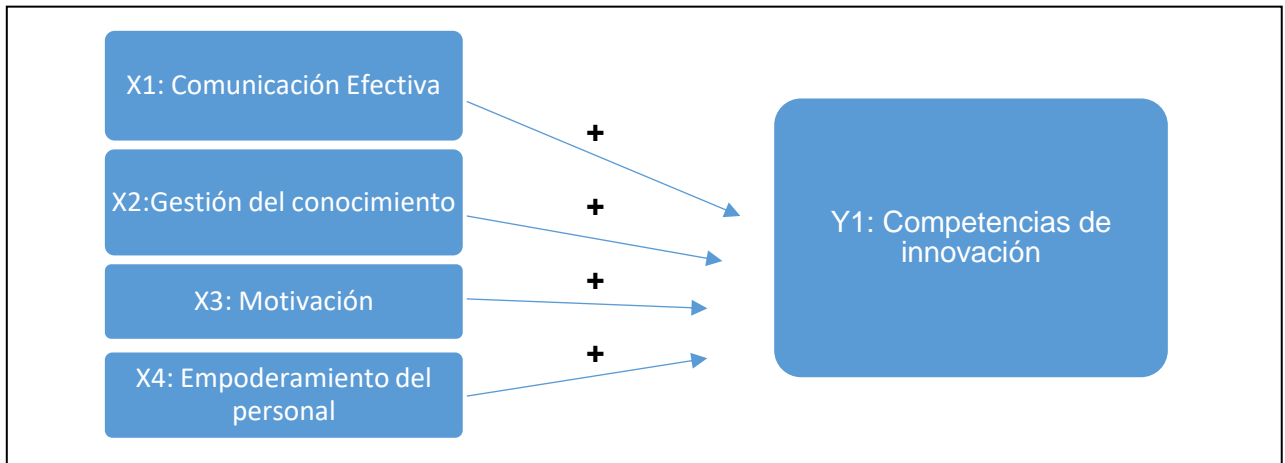 X1: Comunicación Efectiva
+
X2:Gestión del conocimiento
+
X3: Motivación
+
X4: Empoderamiento del
personal
+
Y1: Competencias de
innovación